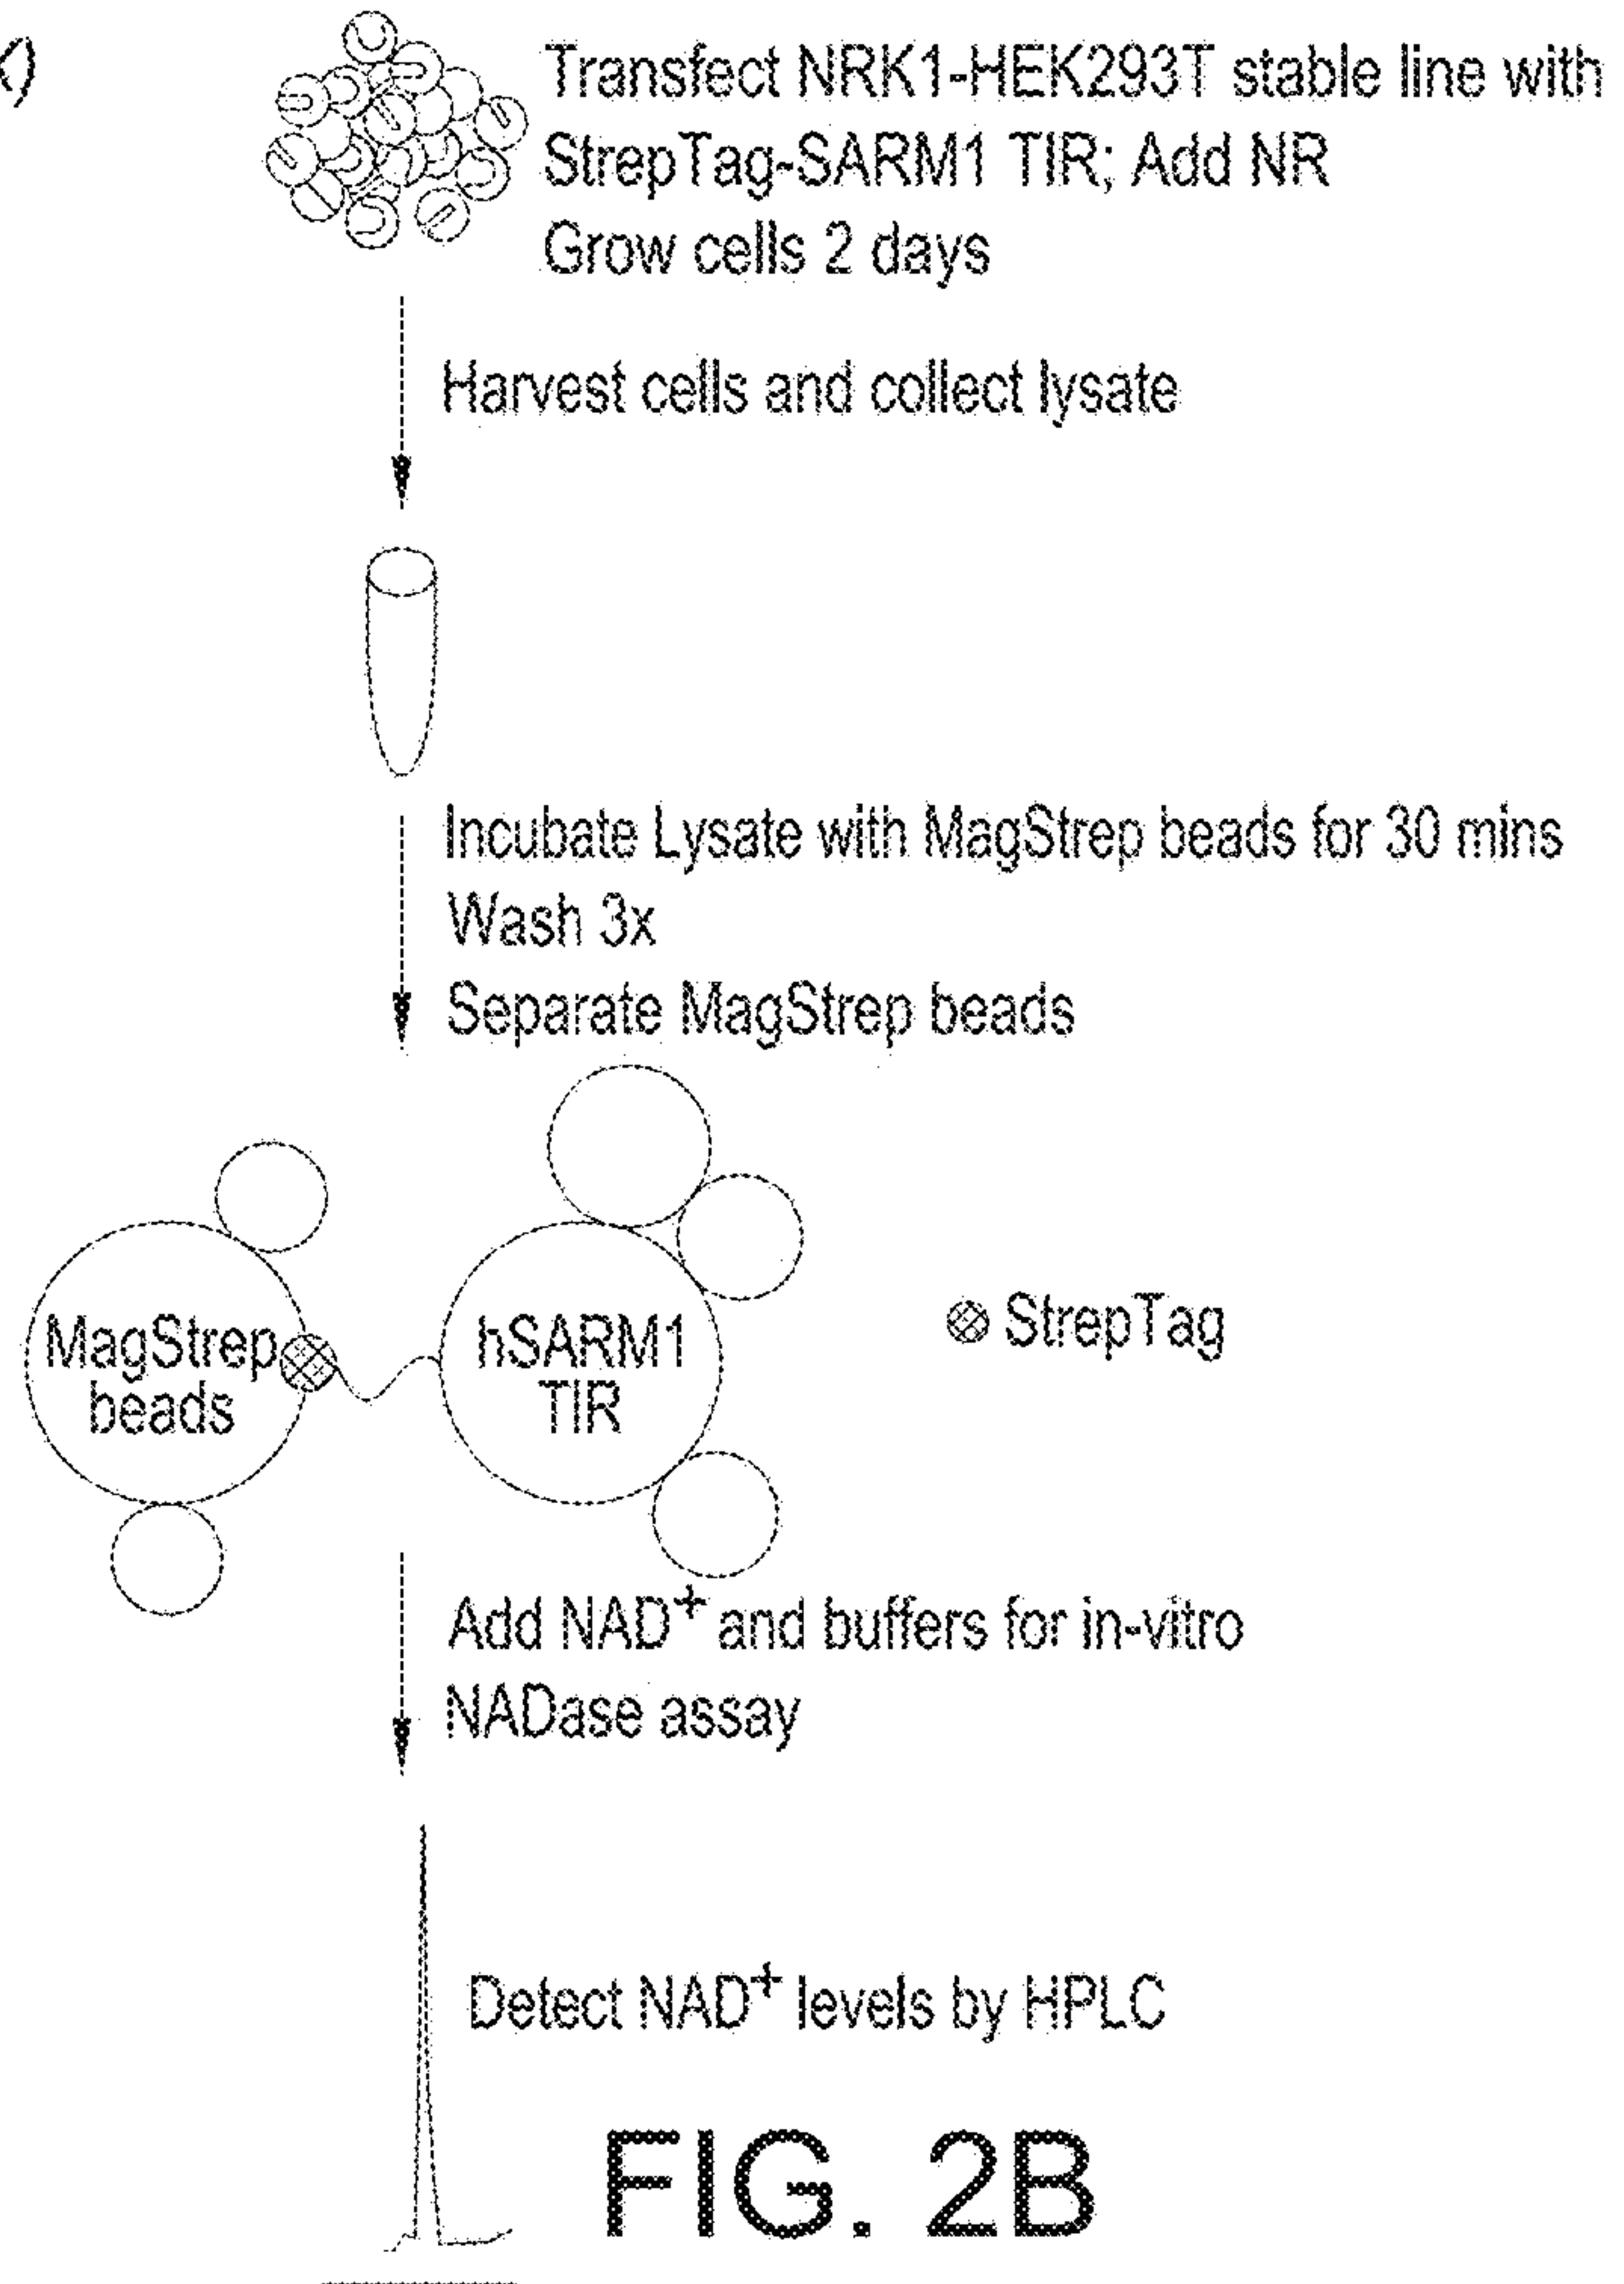 Transfect NRK1-HEK293T stable line with
StrepTag-SARM1 TIR; Add NR
Grow cells 2 days
Harvest cells and collect lysate
Incubate Lysate with MagStrep beads for 30 mins
Wash 3x
Separate MagStrep beads
MagStrep
beads
hSARM1
TIR
StrepTag
Add NAD⁺ and buffers for in-vitro
NADase assay
Detect NAD⁺ levels by HPLC
FIG. 2B